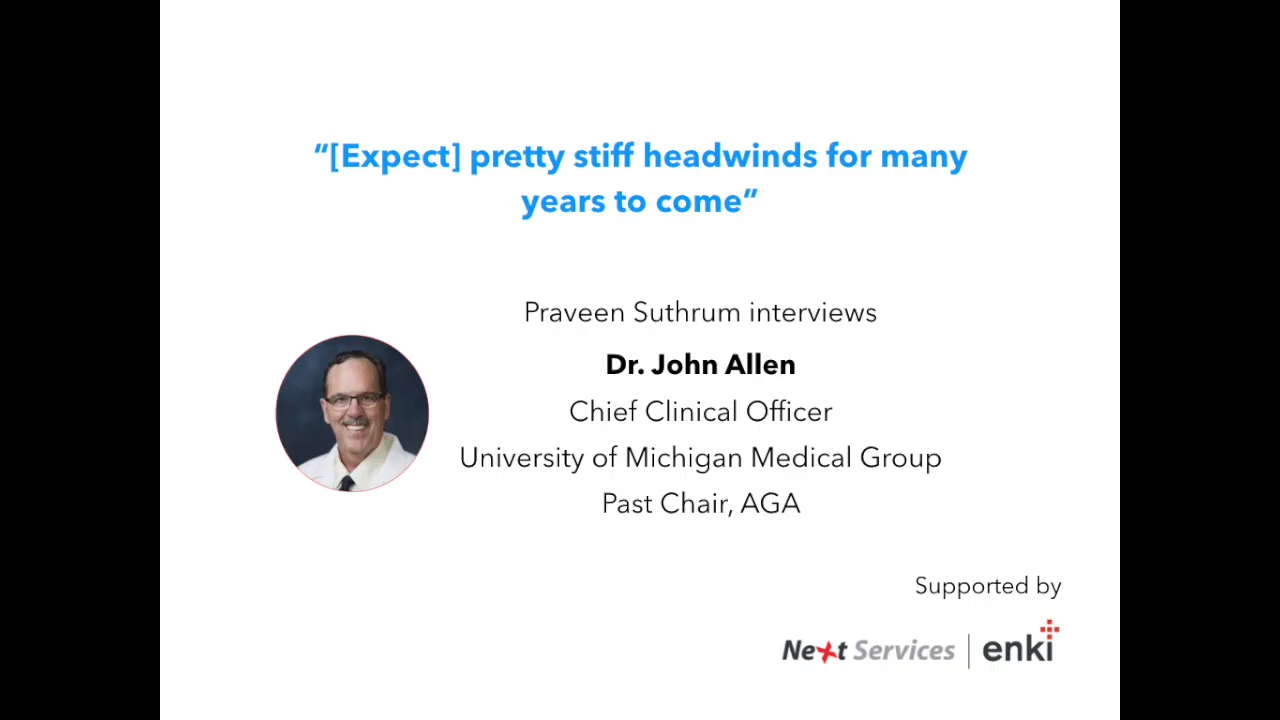 “[Expect] pretty stiff headwinds for many
years to come”
Praveen Suthrum interviews
Dr. John Allen
Chief Clinical Officer
University of Michigan Medical Group
Past Chair, AGA
Supported by
Next Services | enki